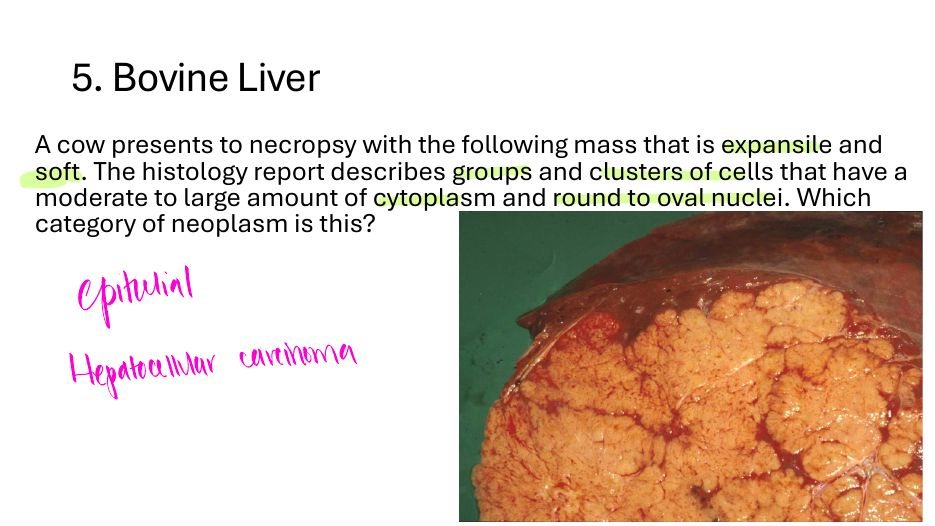 5. Bovine Liver
A cow presents to necropsy with the following mass that is expansile and
soft. The histology report describes groups and clusters of cells that have a
moderate to large amount of cytoplasm and round to oval nuclei. Which
category of neoplasm is this?
Epithelial
Hepatocellular carcinoma